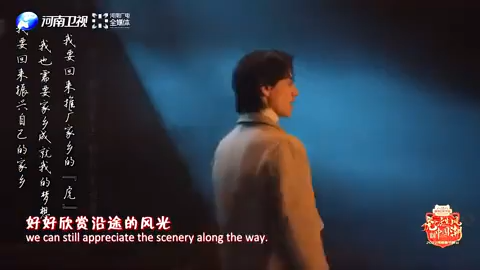 河南卫视
河南广电
全媒体
我要回来推广家乡的『虎』
我也需要家乡成就我的梦想
我要回来振兴自己的家乡
好好欣赏沿途的风光
we can still appreciate the scenery along the way.